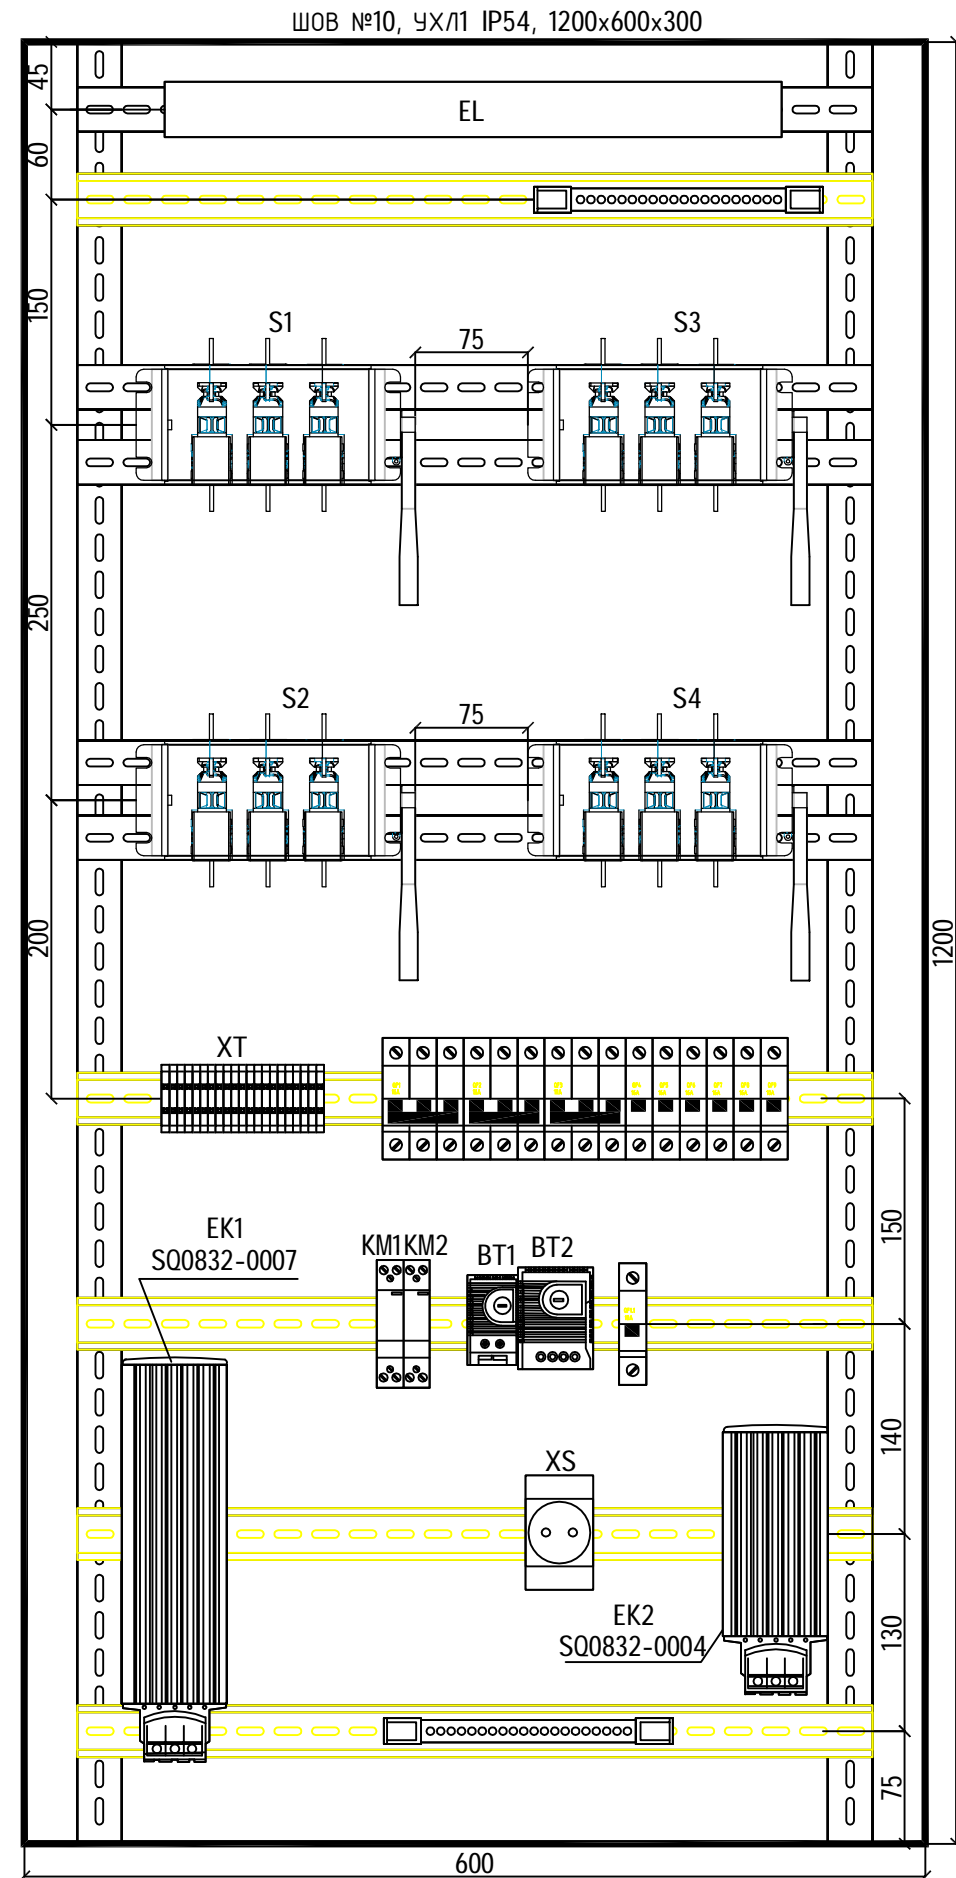 ШОВ №10, УХЛ1 IP54, 1200x600x300
45
EL
60
150
S1
75
S3
250
S2
75
S4
200
1200
XT
150
EK1
SQ0832-0007
KM1KM2
BT1
BT2
140
XS
EK2
SQ0832-0004
130
75
600